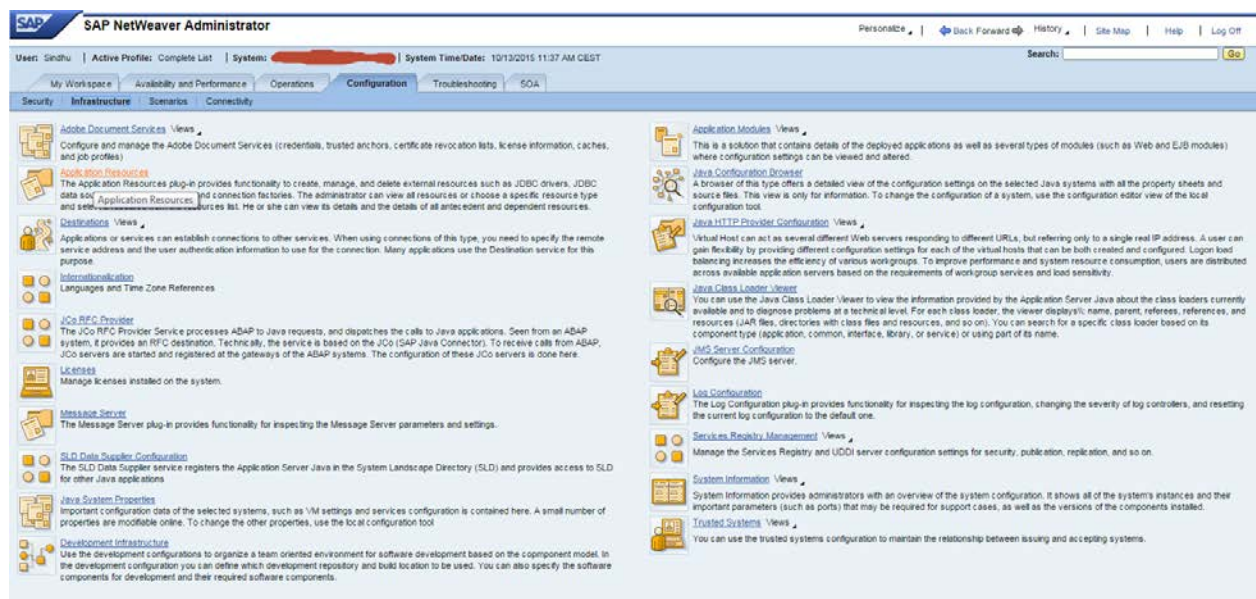 SAP SAP NetWeaver Administrator
Personalize | Back Forward History | Site Map | Help | Log Off
User: Sindhu | Active Profile: Complete List | System: | System Time/Date: 10/13/2015 11:37 AM CEST
Search: Go
My Workspace Availability and Performance Operations Configuration Troubleshooting SOA
Security Infrastructure Scenarios Connectivity
Adobe Document Services Views
Configure and manage the Adobe Document Services (credentials, trusted anchors, certificate revocation lists, license information, caches,
and job profiles)
Application Resources
The Application Resources plug-in provides functionality to create, manage, and delete external resources such as JDBC drivers, JDBC
data and connection factories. The administrator can view all resources or choose a specific resource type
Application Resources
list. He or she can view its details and the details of all antecedent and dependent resources.
Destinations Views
Applications or services can establish connections to other services. When using connections of this type, you need to specify the remote
service address and the user authentication information to use for the connection. Many applications use the Destination service for this
purpose.
Internationalization
Languages and Time Zone References
JCo RFC Provider
The JCo RFC Provider Service processes ABAP to Java requests, and dispatches the calls to Java applications. Seen from an ABAP
system, it provides an RFC destination. Technically, the service is based on the JCo (SAP Java Connector). To receive calls from ABAP,
JCo servers are started and registered at the gateways of the ABAP systems. The configuration of these JCo servers is done here.
Licenses
Manage licenses installed on the system.
Message Server
The Message Server plug-in provides functionality for inspecting the Message Server parameters and settings.
SLD Data Supplier Configuration
The SLD Data Supplier service registers the Application Server Java in the System Landscape Directory (SLD) and provides access to SLD
for other Java applications
Java System Properties
Important configuration data of the selected systems, such as VM settings and services configuration is contained here. A small number of
properties are modifiable online. To change the other properties, use the local configuration tool
Development Infrastructure
Use the development configurations to organize a team oriented environment for software development based on the copmponent model. In
the development configuration you can define which development repository and build location to be used. You can also specify the software
components for development and their required software components.
Application Modules Views
This is a solution that contains details of the deployed applications as well as several types of modules (such as Web and EJB modules)
where configuration settings can be viewed and altered.
Java Configuration Browser
A browser of this type offers a detailed view of the configuration settings on the selected Java systems with all the property sheets and
source files. This view is only for information. To change the configuration of a system, use the configuration editor view of the local
configuration tool.
Java HTTP Provider Configuration Views
Virtual Host can act as several different Web servers responding to different URLs, but referring only to a single real IP address. A user can
gain flexibility by providing different configuration settings for each of the virtual hosts that can be both created and configured. Logon load
balancing increases the efficiency of various workgroups. To improve performance and system resource consumption, users are distributed
across available application servers based on the requirements of workgroup services and load sensitivity.
Java Class Loader Viewer
You can use the Java Class Loader Viewer to view the information provided by the Application Server Java about the class loaders currently
available and to diagnose problems at a technical level. For each class loader, the viewer displays\\: name, parent, referees, references, and
resources (JAR files, directories with class files and resources, and so on). You can search for a specific class loader based on its
component type (application, common, interface, library, or service) or using part of its name.
JMS Server Configuration
Configure the JMS server.
Log Configuration
The Log Configuration plug-in provides functionality for inspecting the log configuration, changing the severity of log controllers, and resetting
the current log configuration to the default one.
Services Registry Management Views
Manage the Services Registry and UDDI server configuration settings for security, publication, replication, and so on.
System Information Views
System Information provides administrators with an overview of the system configuration. It shows all of the system's instances and their
important parameters (such as ports) that may be required for support cases, as well as the versions of the components installed.
Trusted Systems Views
You can use the trusted systems configuration to maintain the relationship between issuing and accepting systems.